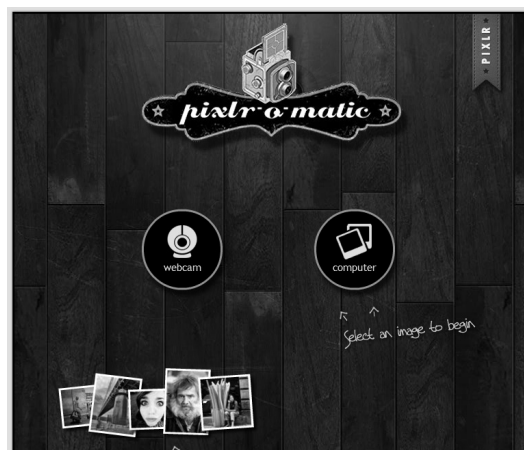 PIXLR
pixlr-o-matic
webcam
computer
Select an image to begin